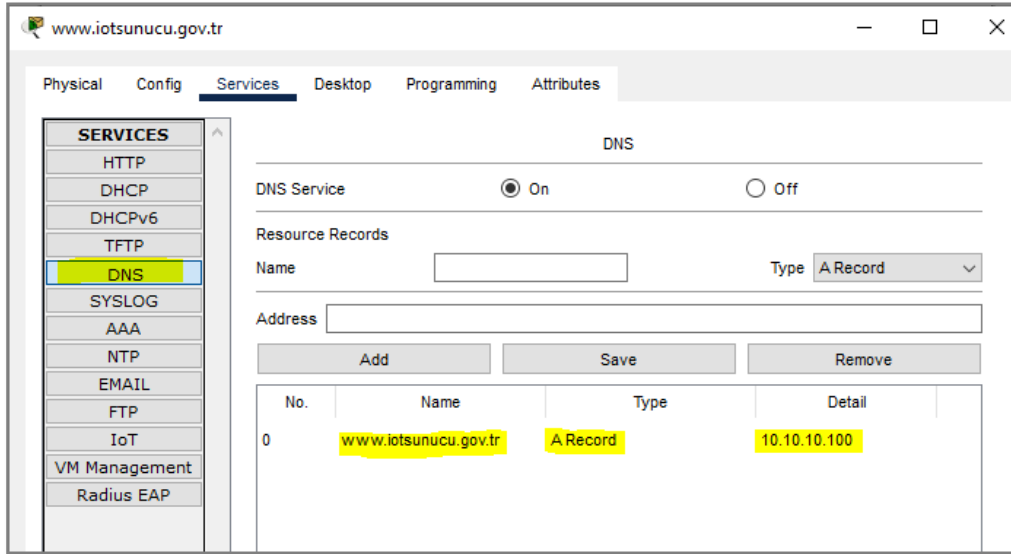 www.iotsunucu.gov.tr
Physical Config Services Desktop Programming Attributes
SERVICES
HTTP
DHCP
DHCPv6
TFTP
DNS
SYSLOG
AAA
NTP
EMAIL
FTP
IoT
VM Management
Radius EAP
DNS
DNS Service On Off
Resource Records
Name Type A Record
Address
Add Save Remove
No. Name Type Detail
0 www.iotsunucu.gov.tr A Record 10.10.10.100